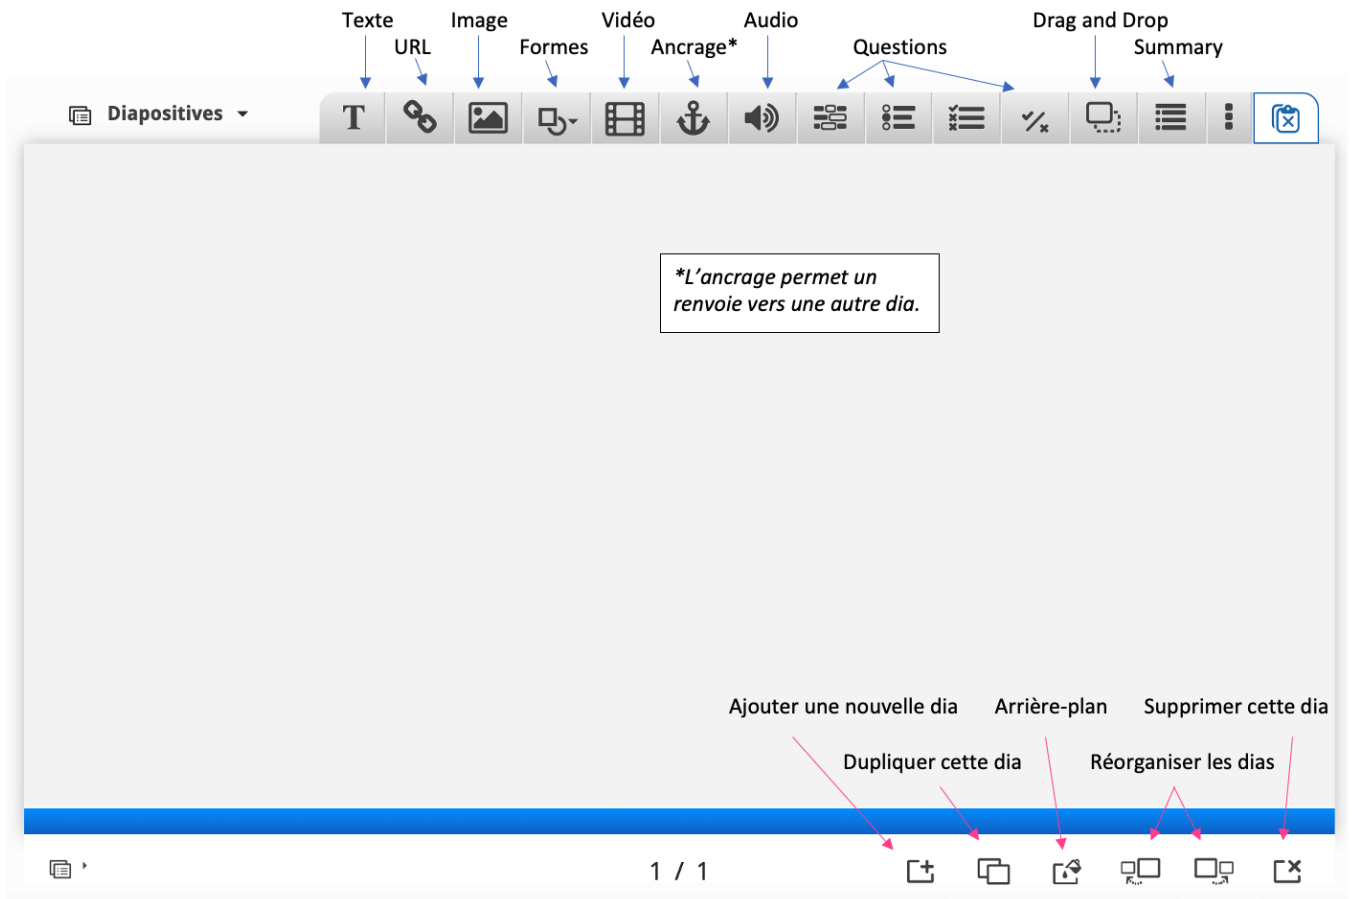 Texte
Image
Vidéo
Audio
Drag and Drop
URL
Formes
Ancrage*
Questions
Summary
Diapositives
T
*L’ancrage permet un
renvoie vers une autre dia.
Ajouter une nouvelle dia
Arrière-plan
Supprimer cette dia
Dupliquer cette dia
Réorganiser les dias
1 / 1